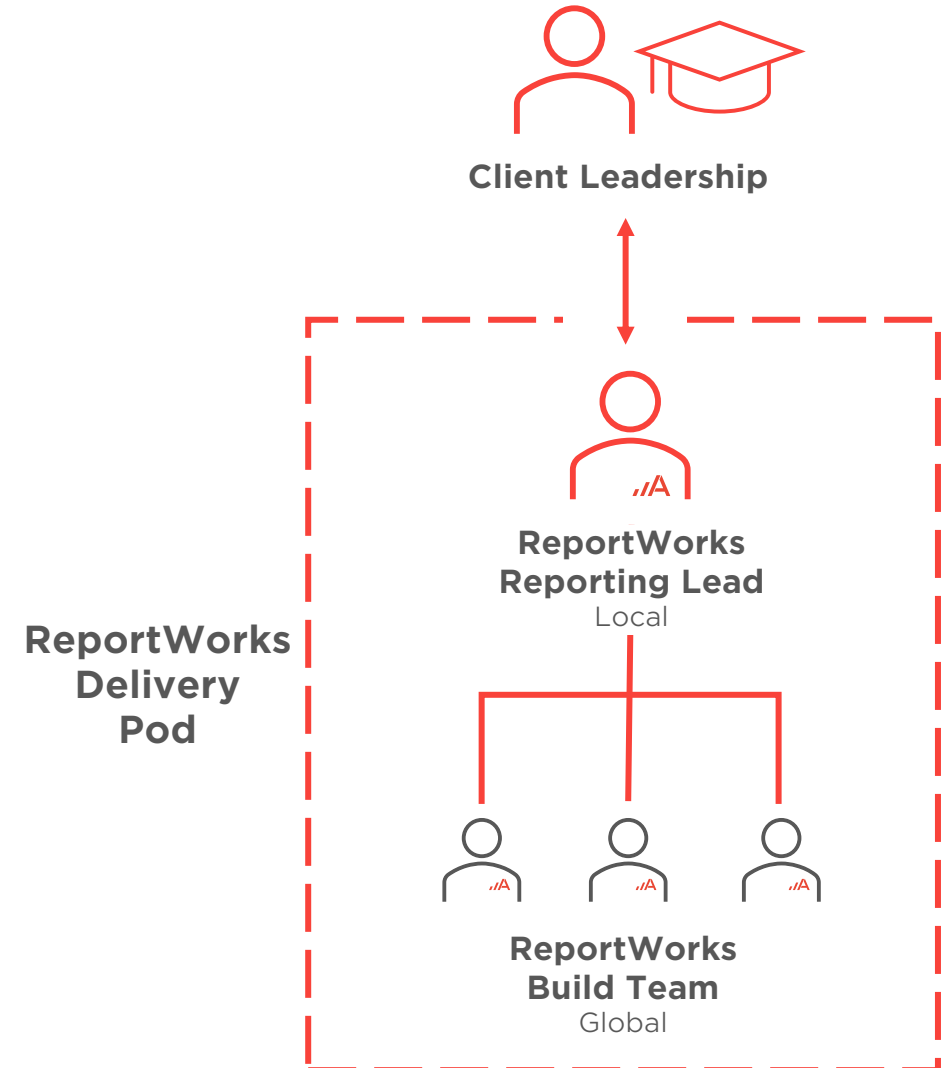 Client Leadership
ReportWorks
Reporting Lead
Local
ReportWorks
Delivery
Pod
ReportWorks
Build Team
Global